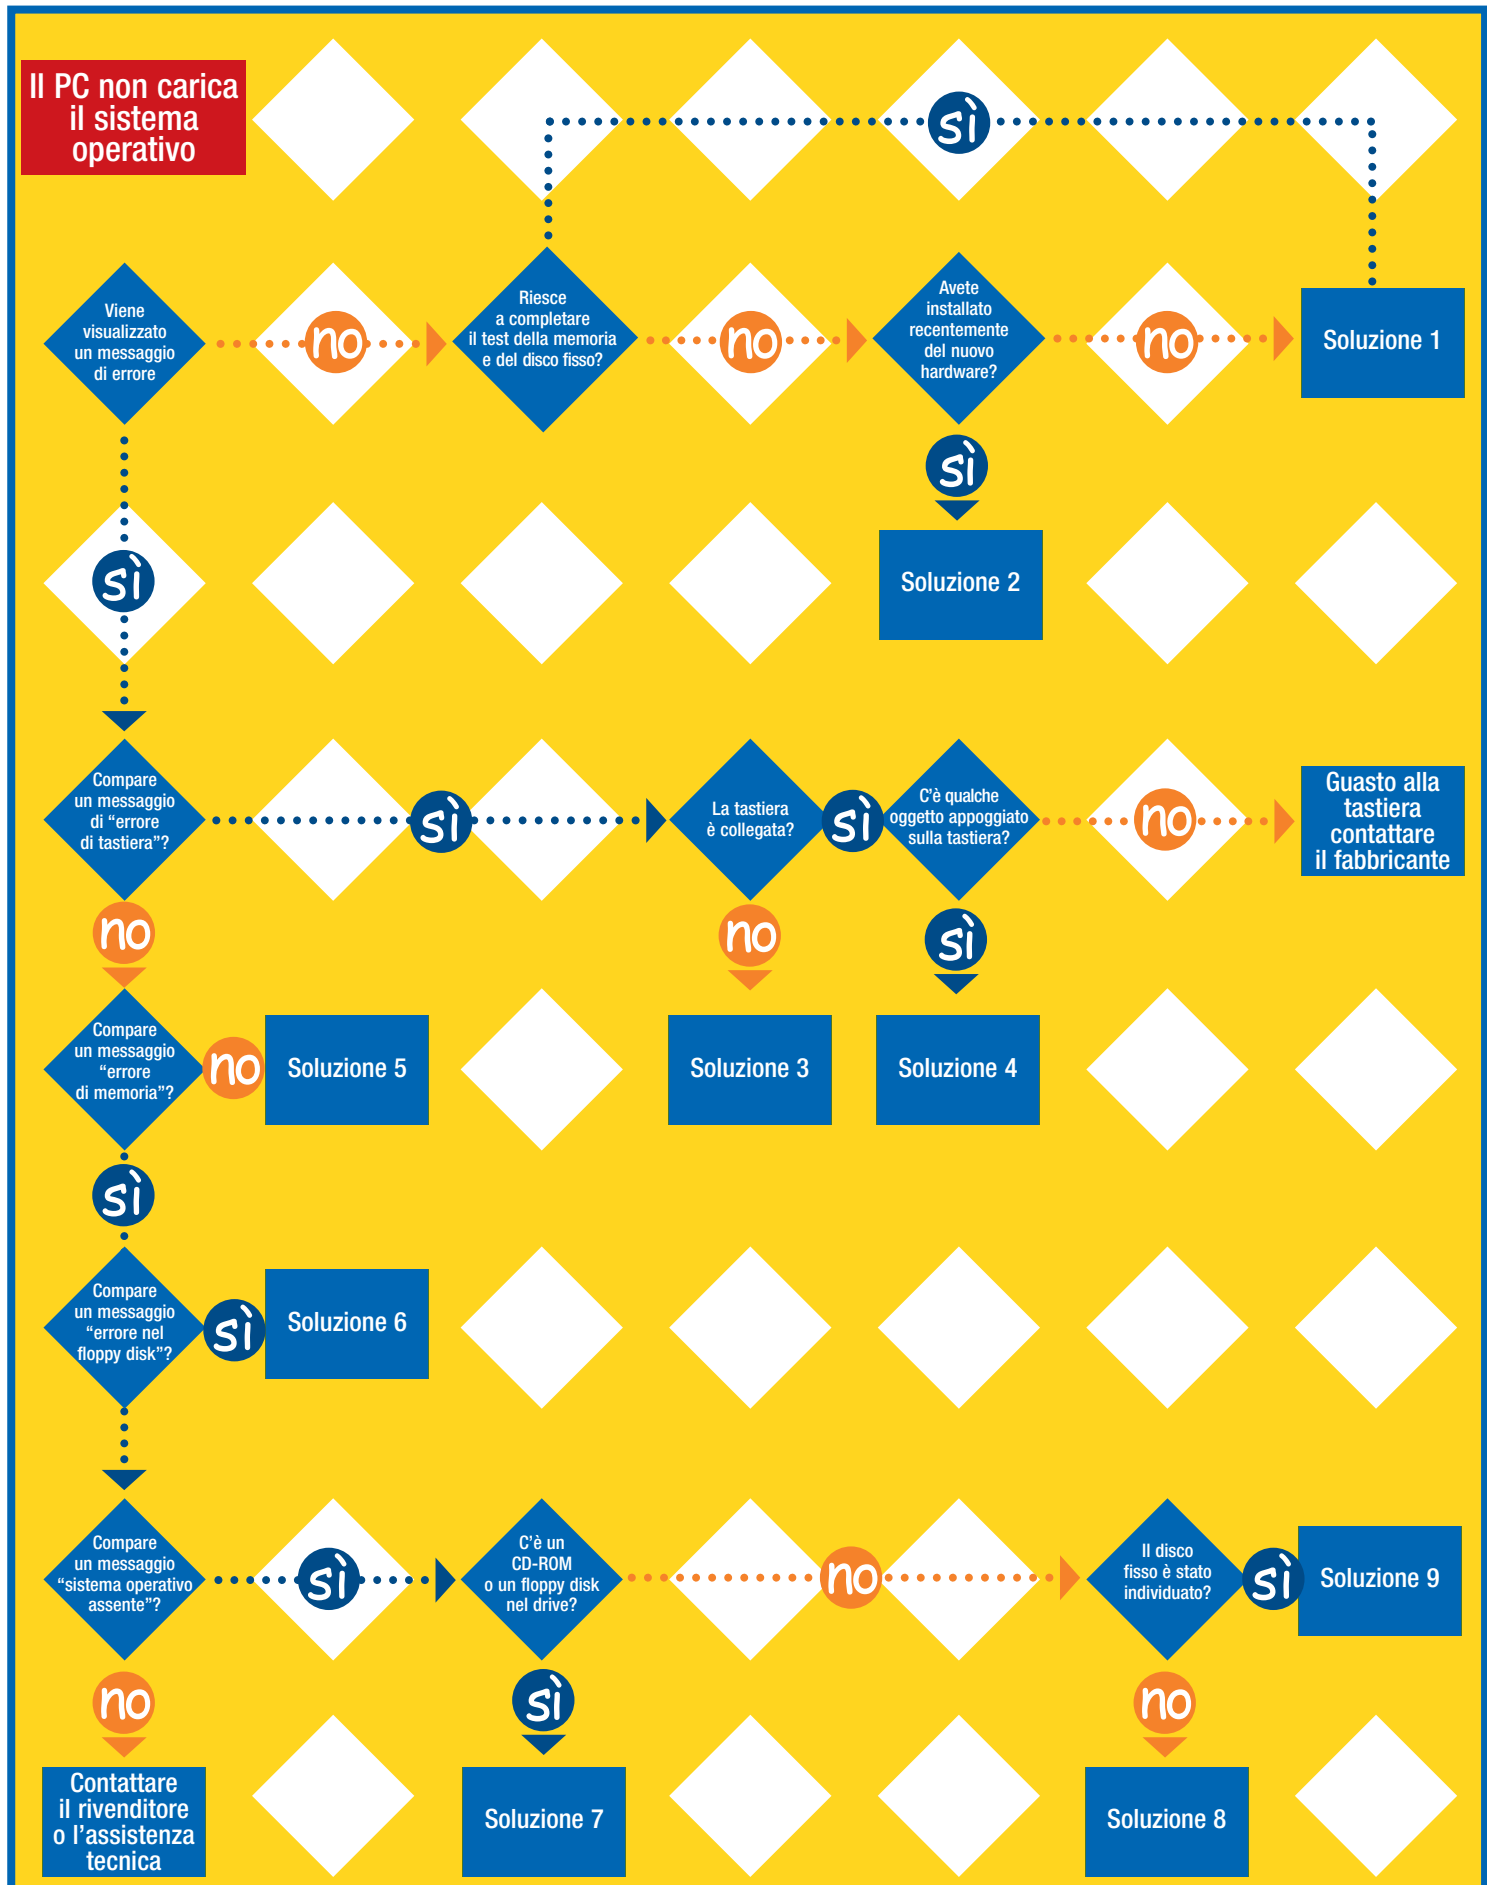 Il PC non carica
il sistema
operativo
sì
Viene
visualizzato
un messaggio
di errore
no
Riesce
a completare
il test della memoria
e del disco fisso?
no
Avete
installato
recentemente
del nuovo
hardware?
no
Soluzione 1
sì
sì
Soluzione 2
Compare
un messaggio
di “errore
di tastiera”?
sì
La tastiera
è collegata?
sì
C’è qualche
oggetto appoggiato
sulla tastiera?
no
Guasto alla
tastiera
contattare
il fabbricante
no
no
sì
Compare
un messaggio
“errore
di memoria”?
no
Soluzione 5
Soluzione 3
Soluzione 4
sì
Compare
un messaggio
“errore nel
floppy disk”?
sì
Soluzione 6
Compare
un messaggio
“sistema operativo
assente”?
sì
C’è un
CD-ROM
o un floppy disk
nel drive?
no
Il disco
fisso è stato
individuato?
sì
Soluzione 9
no
sì
no
Contattare
il rivenditore
o l’assistenza
tecnica
Soluzione 7
Soluzione 8